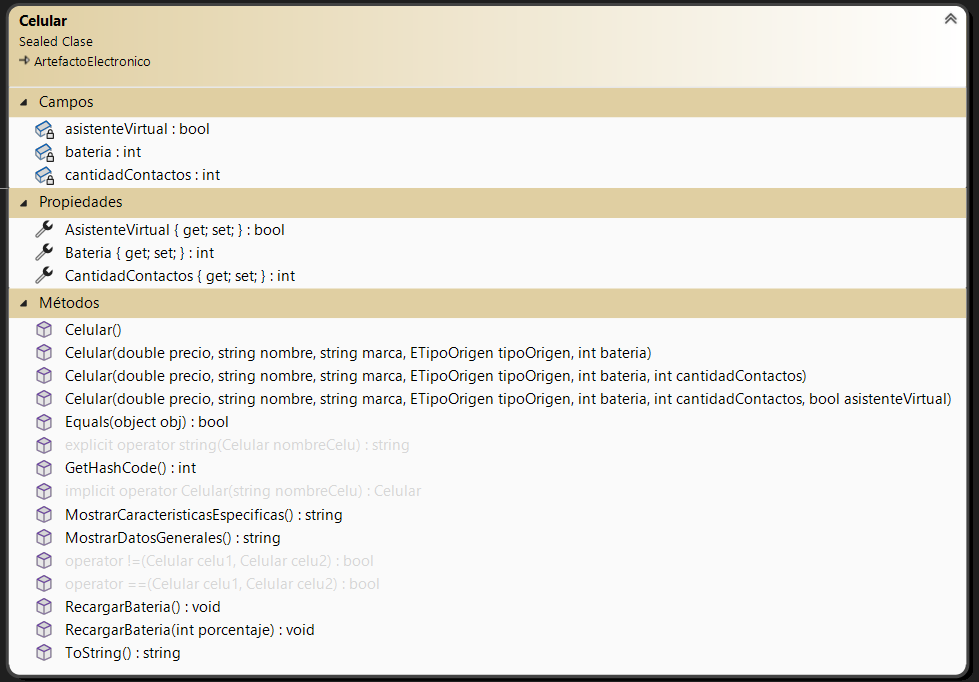 Celular
Sealed Clase
ArtefactoElectronico
Campos
asistenteVirtual : bool
bateria : int
cantidadContactos : int
Propiedades
AsistenteVirtual { get; set; } : bool
Bateria { get; set; } : int
CantidadContactos { get; set; } : int
Métodos
Celular()
Celular(double precio, string nombre, string marca, ETipoOrigen tipoOrigen, int bateria)
Celular(double precio, string nombre, string marca, ETipoOrigen tipoOrigen, int bateria, int cantidadContactos)
Celular(double precio, string nombre, string marca, ETipoOrigen tipoOrigen, int bateria, int cantidadContactos, bool asistenteVirtual)
Equals(object obj) : bool
explicit operator string(Celular nombreCelu) : string
GetHashCode() : int
implicit operator Celular(string nombreCelu) : Celular
MostrarCaracteristicasEspecificas() : string
MostrarDatosGenerales() : string
operator !=(Celular celu1, Celular celu2) : bool
operator ==(Celular celu1, Celular celu2) : bool
RecargarBateria() : void
RecargarBateria(int porcentaje) : void
ToString() : string